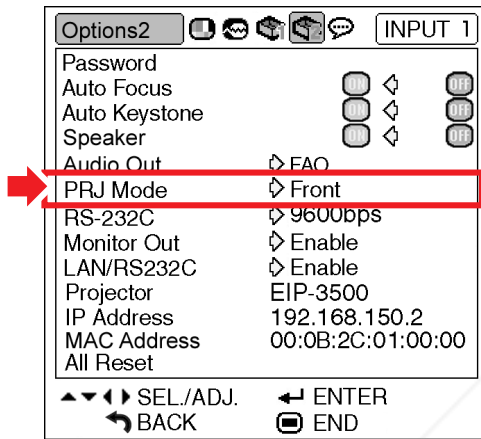 Options2 INPUT 1
Password
Auto Focus ON OFF
Auto Keystone ON OFF
Speaker ON OFF
Audio Out FAO
PRJ Mode Front
RS-232C 9600bps
Monitor Out Enable
LAN/RS232C Enable
Projector EIP-3500
IP Address 192.168.150.2
MAC Address 00:0B:2C:01:00:00
All Reset
SEL./ADJ. ENTER
BACK END